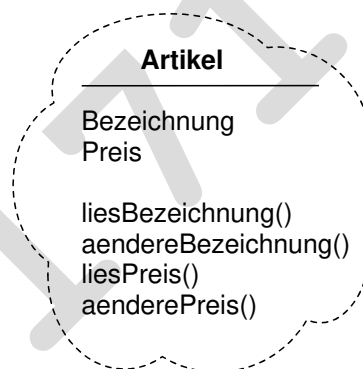 Artikel
Bezeichnung
Preis
liesBezeichnung()
aendereBezeichnung()
liesPreis()
aenderePreis()